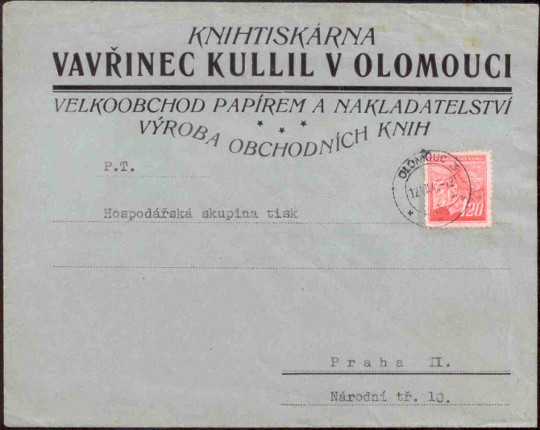 KNIHTISKÁRNA
VAVŘINEC KULLIL V OLOMOUCI
VELKOOBCHOD PAPÍREM A NAKLADATELSTVÍ
VÝROBA OBCHODNÍCH KNIH
P.T.
OLOMOUC 3
Hospodářská skupina tisk
1.20
Praha II.
Národní tř. 10.